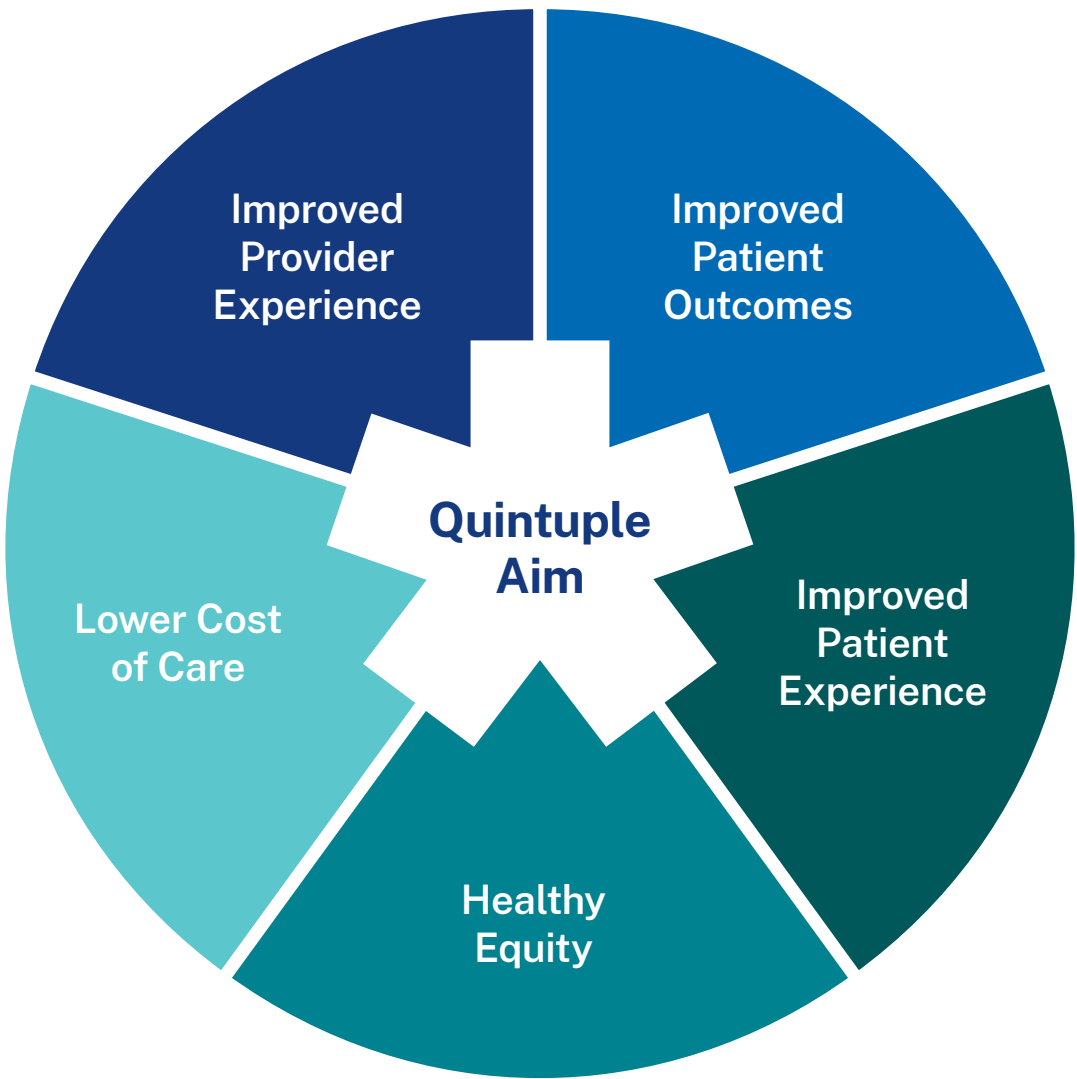 Improved
Provider
Experience
Improved
Patient
Outcomes
Quintuple
Aim
Lower Cost
of Care
Improved
Patient
Experience
Healthy
Equity